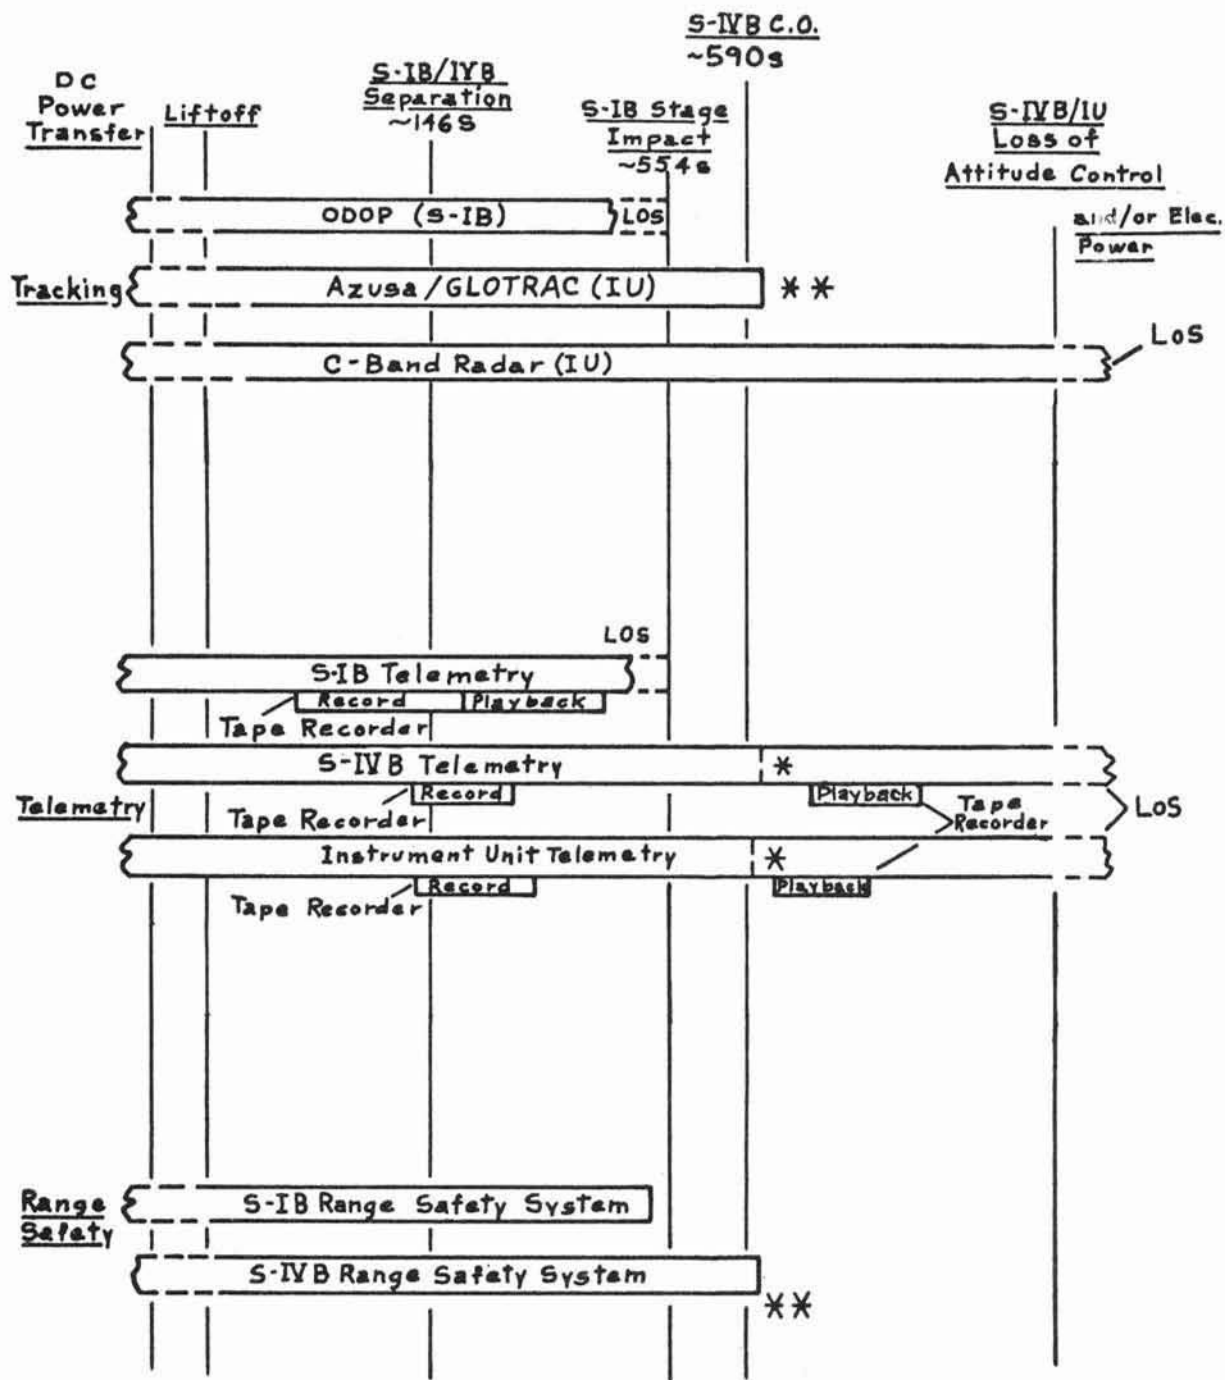 S-IVB C.O.
~590s
DC
Power
Transfer
Liftoff
S-IB/IVB
Separation
~146s
S-IB Stage
Impact
~554s
S-IVB/IU
Loss of
Attitude Control
and/or Elec.
Power
ODOP (S-IB)
LOS
Tracking
Azusa/GLOTRAC (IU)
**
C-Band Radar (IU)
LOS
LOS
S-IB Telemetry
Record
Playback
Tape Recorder
S-IVB Telemetry
*
Record
Playback
Telemetry
Tape Recorder
Tape
Recorder
LOS
Instrument Unit Telemetry
*
Record
Playback
Tape Recorder
Range
Safety
S-IB Range Safety System
S-IVB Range Safety System
**